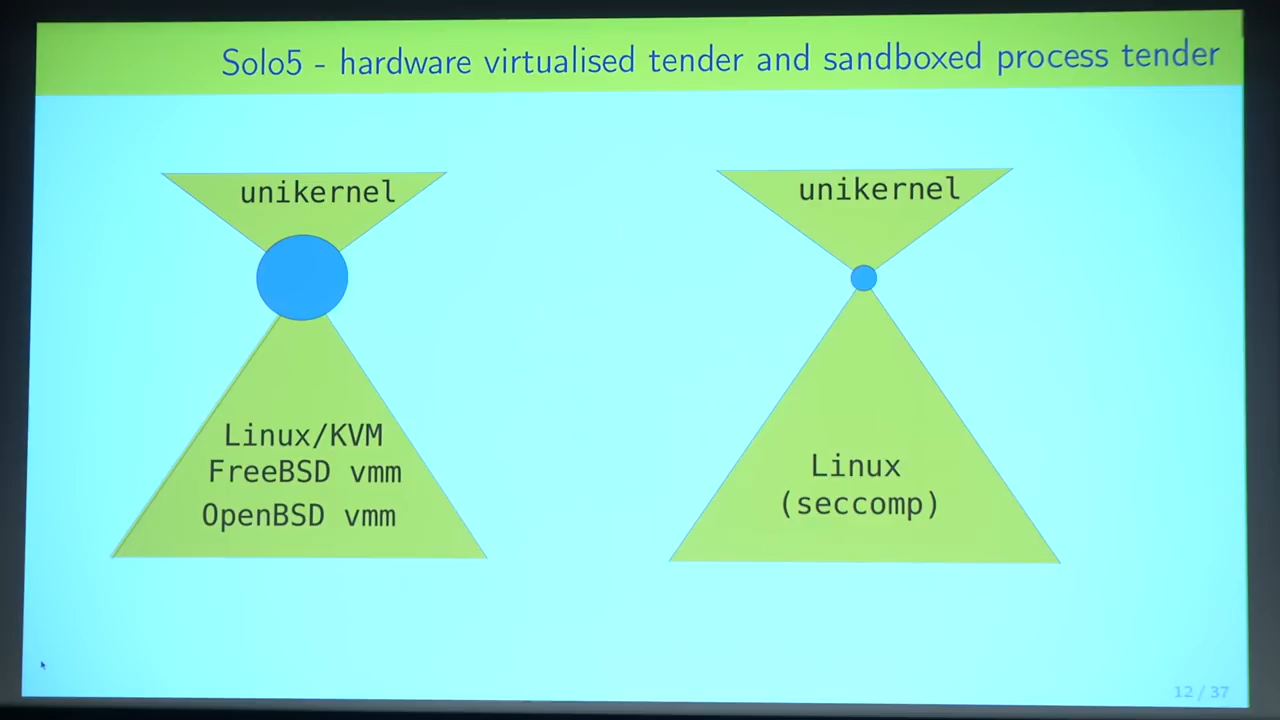 Solo5 - hardware virtualised tender and sandboxed process tender
unikernel
Linux/KVM
FreeBSD vmm
OpenBSD vmm
unikernel
Linux
(seccomp)
12 / 37